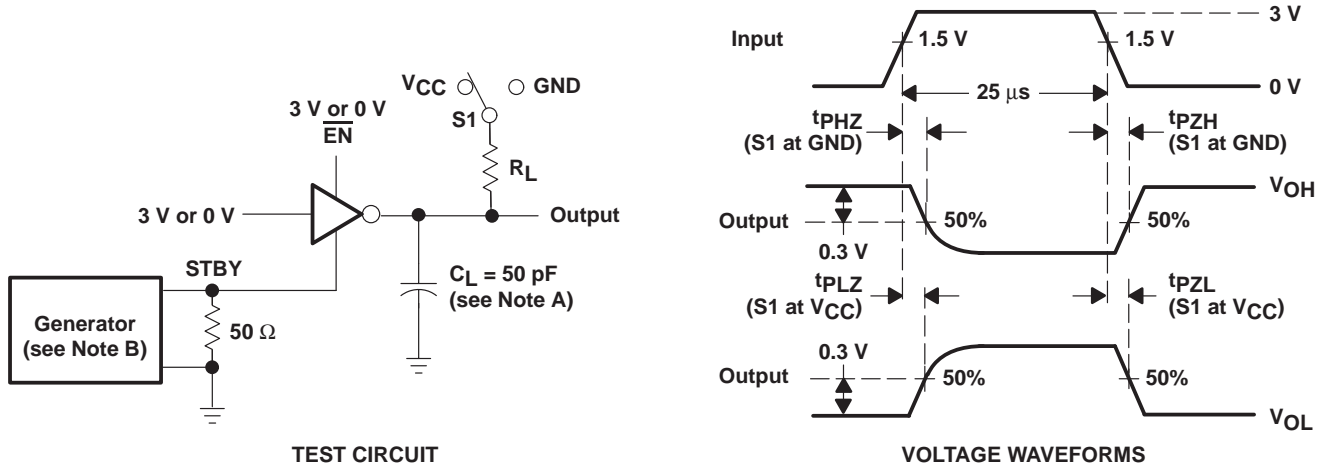 VCC
GND
S1
3 V or 0 V
EN
RL
3 V or 0 V
Output
STBY
CL = 50 pF
(see Note A)
Generator
(see Note B)
50 Ω
TEST CIRCUIT
3 V
Input
1.5 V
1.5 V
25 μs
0 V
tPHZ
(S1 at GND)
tPZH
(S1 at GND)
VOH
Output
50%
50%
0.3 V
tPLZ
(S1 at VCC)
tPZL
(S1 at VCC)
0.3 V
Output
50%
50%
VOL
VOLTAGE WAVEFORMS